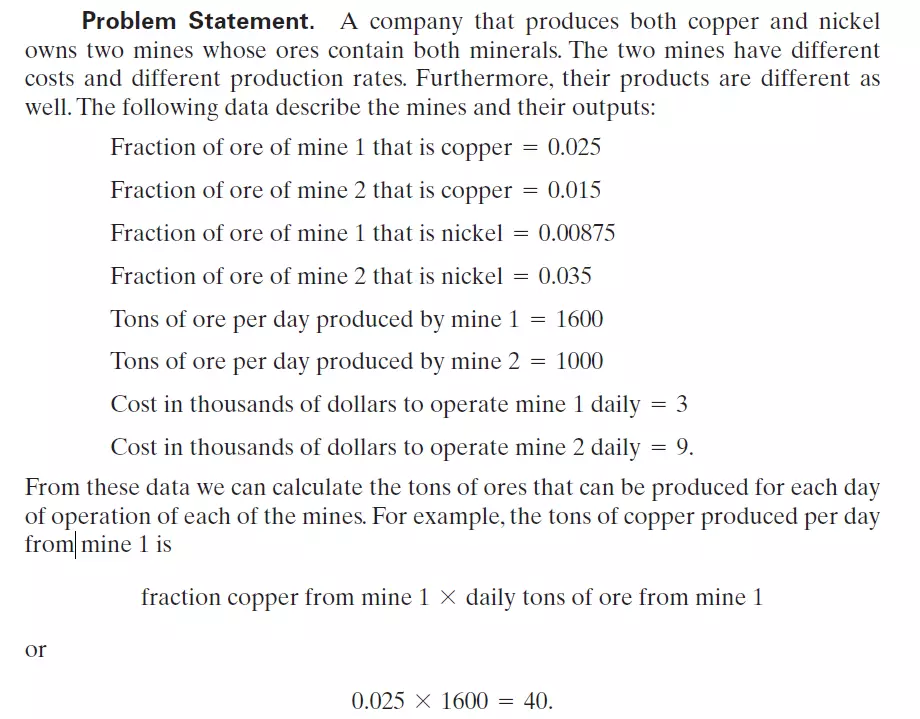 Problem Statement. A company that produces both copper and nickel
owns two mines whose ores contain both minerals. The two mines have different
costs and different production rates. Furthermore, their products are different as
well. The following data describe the mines and their outputs:
Fraction of ore of mine 1 that is copper = 0.025
Fraction of ore of mine 2 that is copper = 0.015
Fraction of ore of mine 1 that is nickel = 0.00875
Fraction of ore of mine 2 that is nickel = 0.035
Tons of ore per day produced by mine 1 = 1600
Tons of ore per day produced by mine 2 = 1000
Cost in thousands of dollars to operate mine 1 daily = 3
Cost in thousands of dollars to operate mine 2 daily = 9.
From these data we can calculate the tons of ores that can be produced for each day
of operation of each of the mines. For example, the tons of copper produced per day
from mine 1 is
fraction copper from mine 1 × daily tons of ore from mine 1
or
0.025 × 1600 = 40.